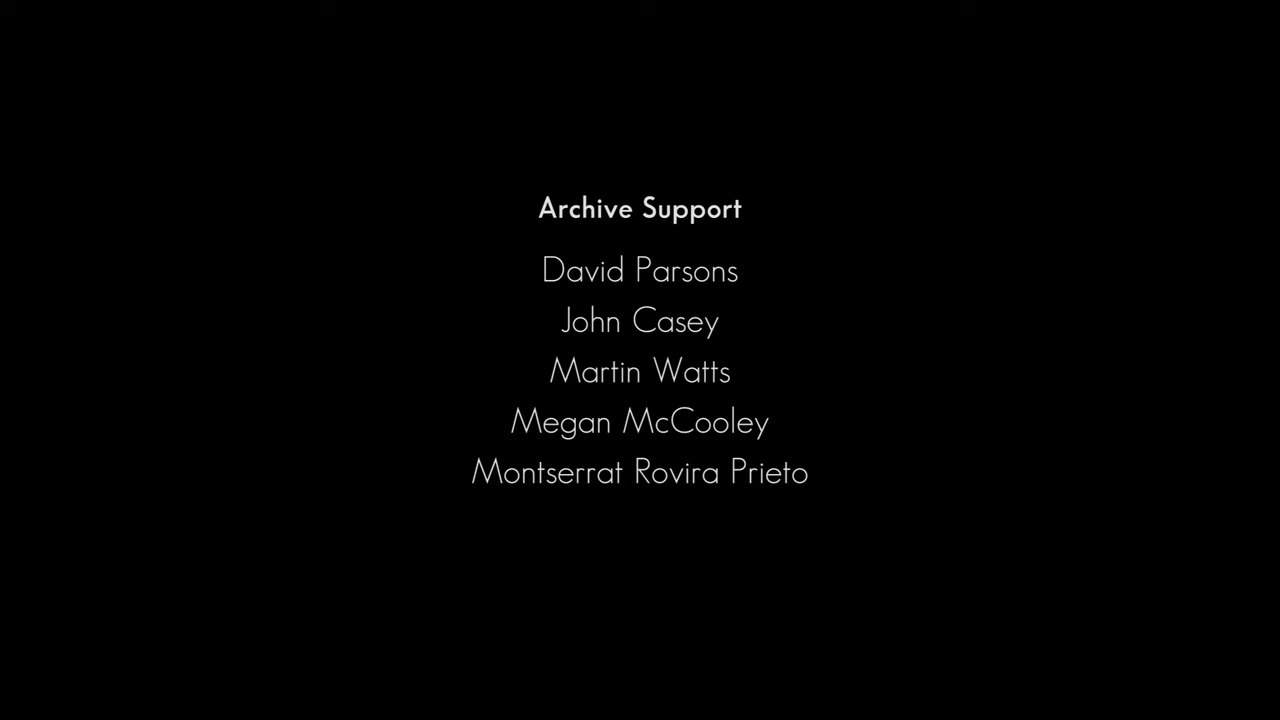 Archive Support
David Parsons
John Casey
Martin Watts
Megan McCooley
Montserrat Rovira Prieto